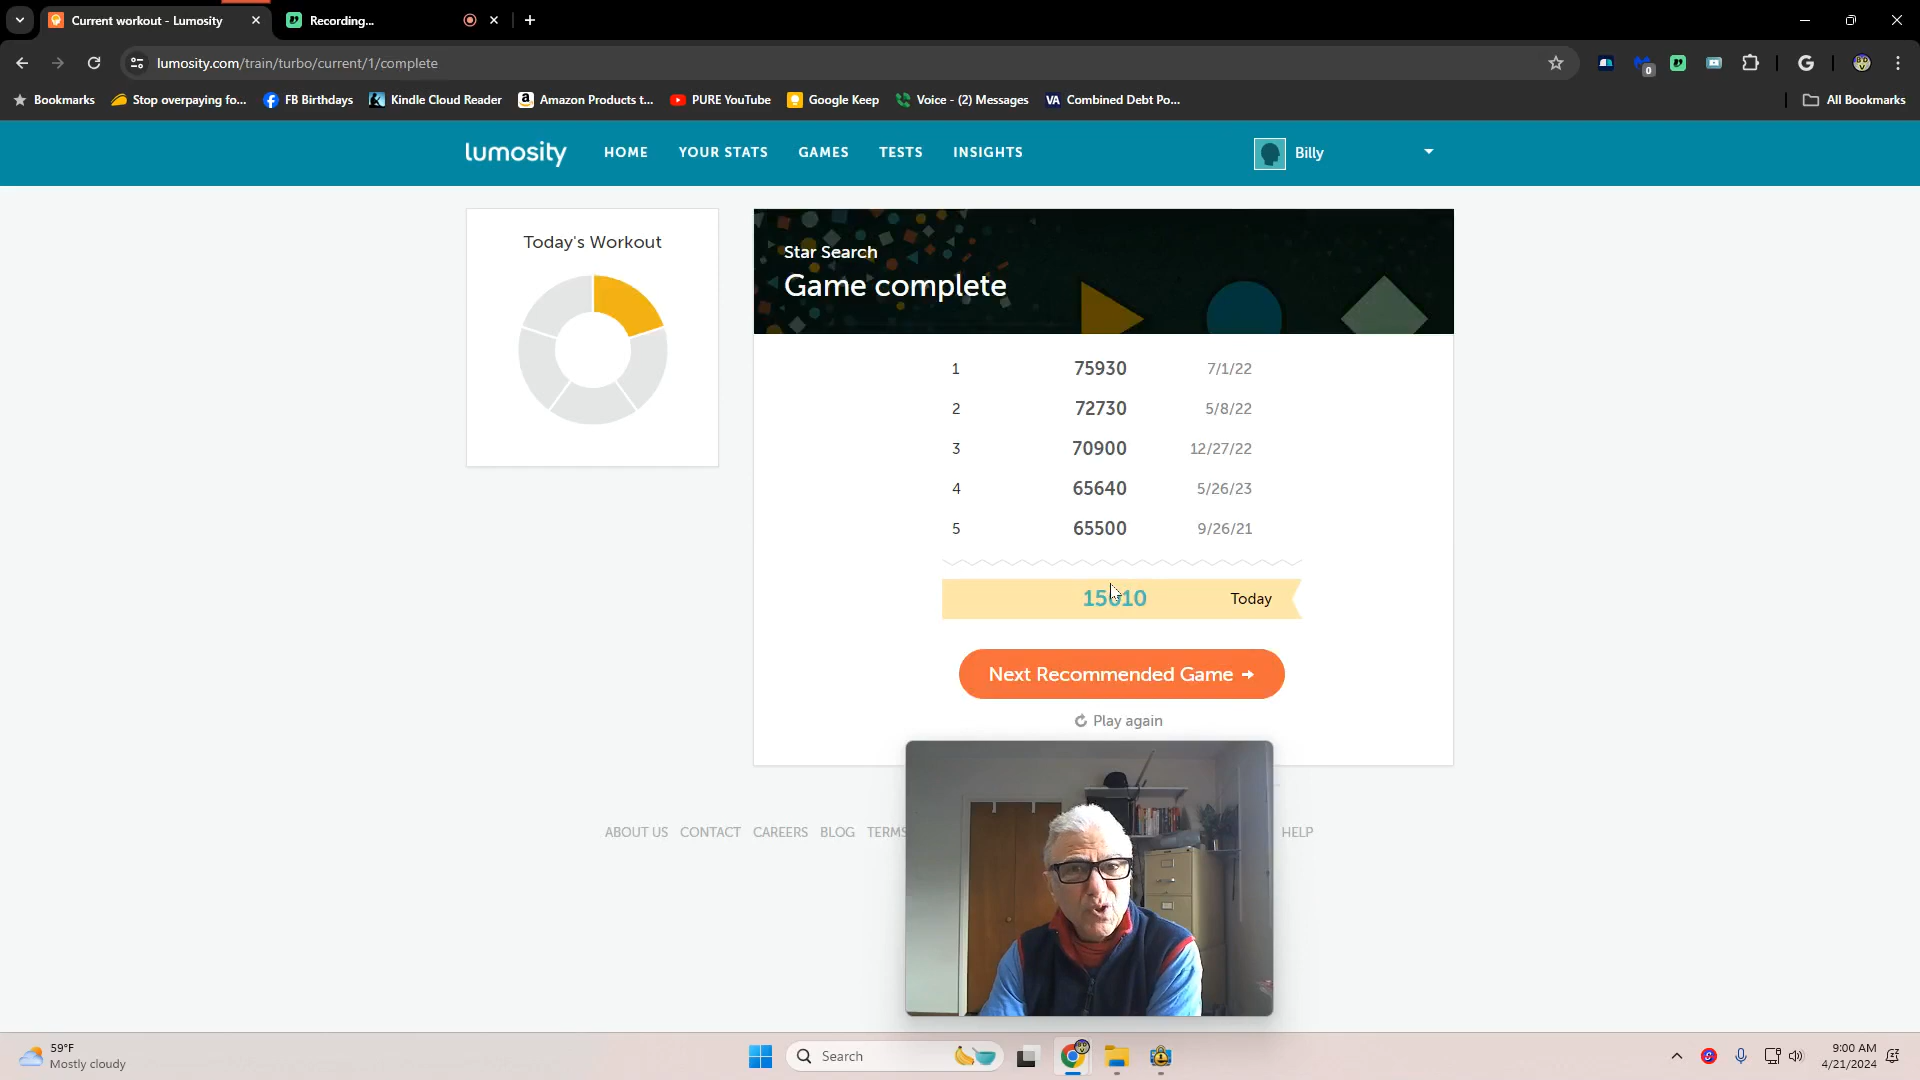 Current workout - Lumosity
Recording...
lumosity.com/train/turbo/current/1/complete
0
Bookmarks
Stop overpaying fo...
FB Birthdays
Kindle Cloud Reader
Amazon Products t...
PURE YouTube
Google Keep
Voice - (2) Messages
VA Combined Debt Po...
All Bookmarks
lumosity
HOME
YOUR STATS
GAMES
TESTS
INSIGHTS
Billy
Today's Workout
Star Search
Game complete
1 75930 7/1/22
2 72730 5/8/22
3 70900 12/27/22
4 65640 5/26/23
5 65500 9/26/21
Today
Next Recommended Game →
Play again
ABOUT US CONTACT CAREERS BLOG TERMS HELP
59°F
Mostly cloudy
Search
9:00 AM
4/21/2024